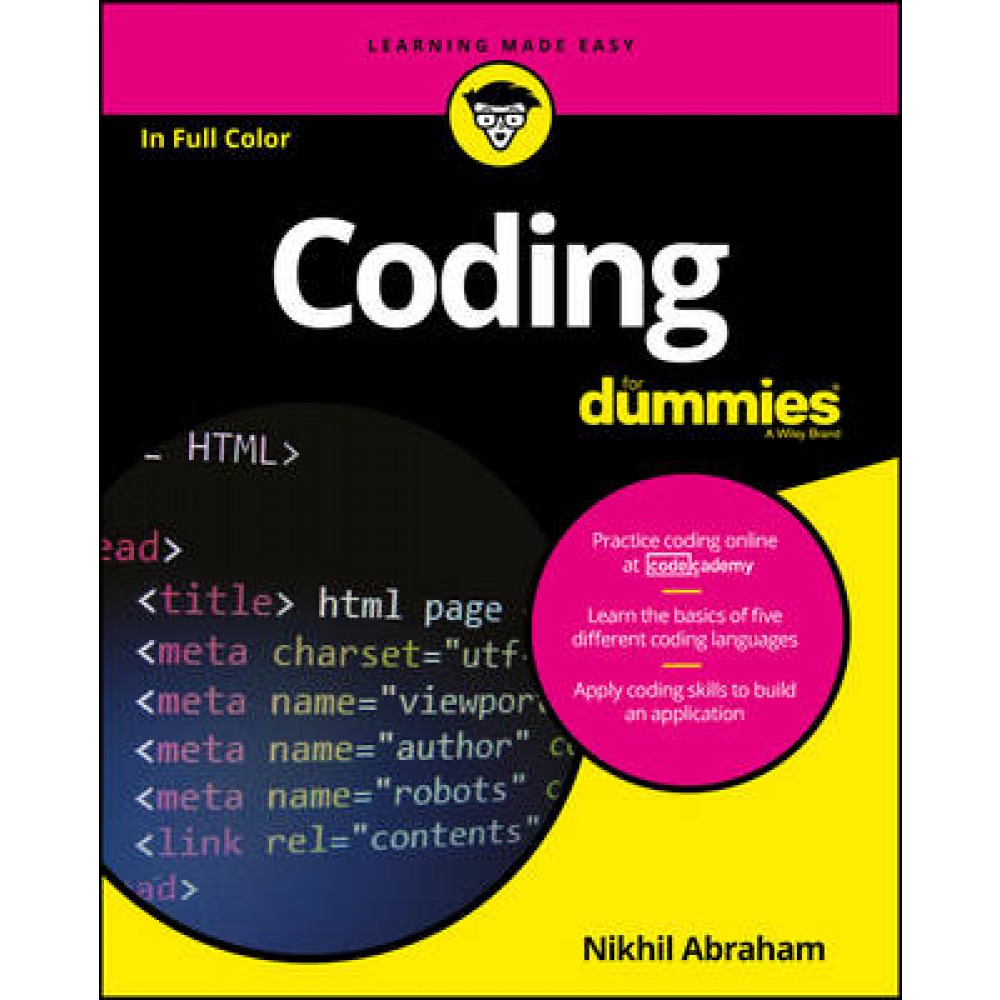 LEARNING MADE EASY
In Full Color
Coding
for
dummies®
A Wiley Brand
_ HTML>
ead>
<title> html page
<meta charset="utf-
<meta name="viewport
<meta name="author" co
<meta name="robots" c
<link rel="contents"
ad>
Practice coding online
at codecademy
Learn the basics of five
different coding languages
Apply coding skills to build
an application
Nikhil Abraham